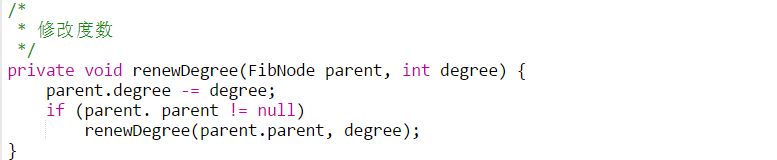 /*
 * 修改度数
 */
private void renewDegree(FibNode parent, int degree) {
    parent.degree -= degree;
    if (parent. parent != null)
        renewDegree(parent.parent, degree);
}